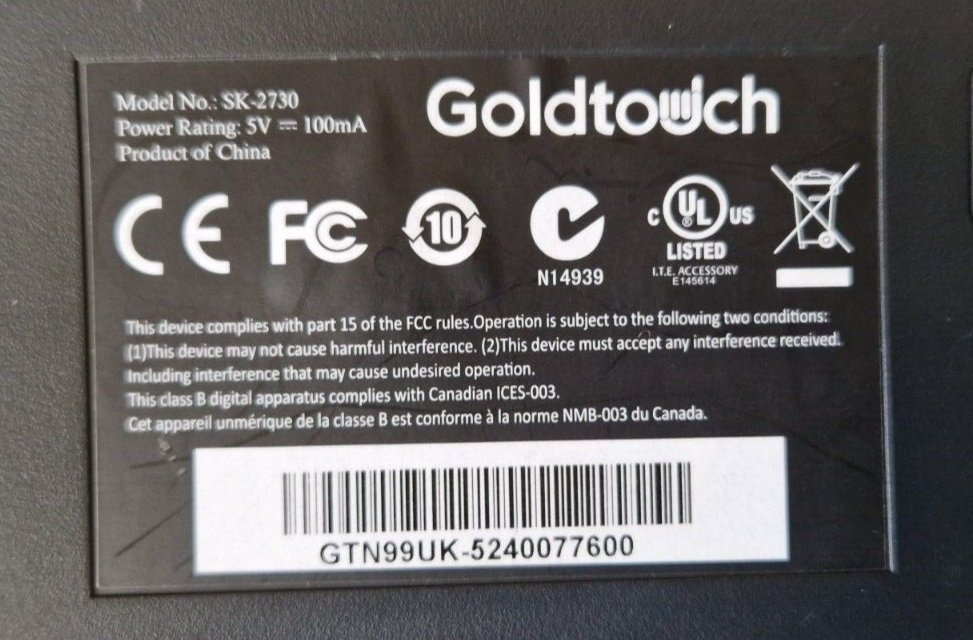 Model No.: SK-2730
Power Rating: 5V ⎓ 100mA
Product of China
Goldtouch
CE FC 10
N14939
C UL® US
LISTED
I.T.E. ACCESSORY
E145614
This device complies with part 15 of the FCC rules.Operation is subject to the following two conditions:
(1)This device may not cause harmful interference. (2)This device must accept any interference received.
Including interference that may cause undesired operation.
This class B digital apparatus complies with Canadian ICES-003.
Cet appareil unmérique de la classe B est conforme à la norme NMB-003 du Canada.
GTN99UK-5240077600